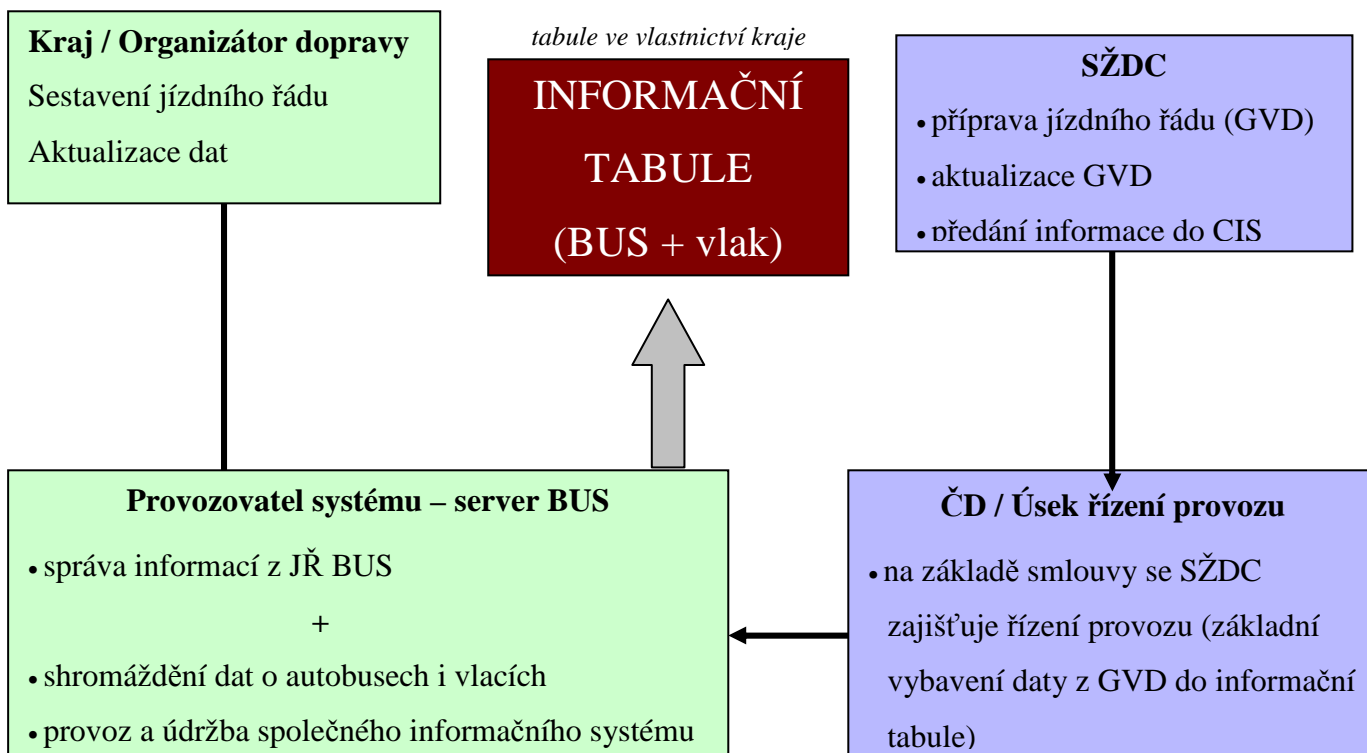 Kraj / Organizátor dopravy
Sestavení jízdního řádu
Aktualizace dat
tabule ve vlastnictví kraje
INFORMAČNÍ
TABULE
(BUS + vlak)
SŽDC
• příprava jízdního řádu (GVD)
• aktualizace GVD
• předání informace do CIS
Provozovatel systému – server BUS
• správa informací z JŘ BUS
+
• shromáždění dat o autobusech i vlacích
• provoz a údržba společného informačního systému
ČD / Úsek řízení provozu
• na základě smlouvy se SŽDC
zajišťuje řízení provozu (základní
vybavení daty z GVD do informační
tabule)